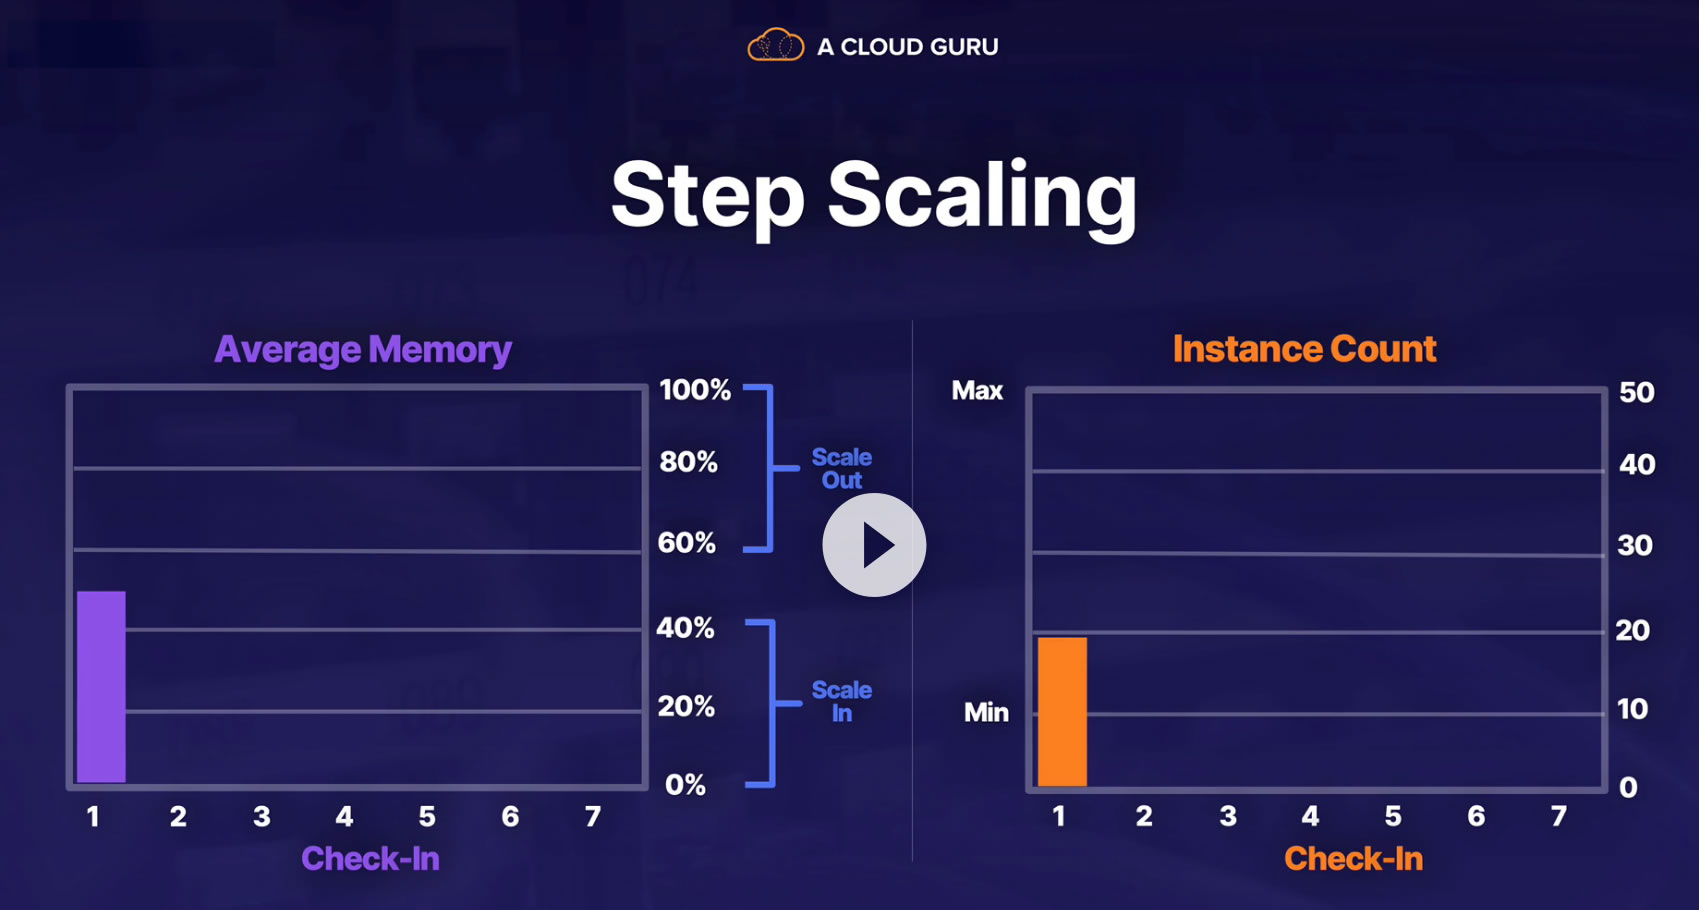 A CLOUD GURU
Step Scaling
Average Memory
100%
80%
60%
40%
20%
0%
Scale
Out
Scale
In
1 2 3 4 5 6 7
Check-In
Instance Count
Max
Min
50
40
30
20
10
0
1 2 3 4 5 6 7
Check-In
074